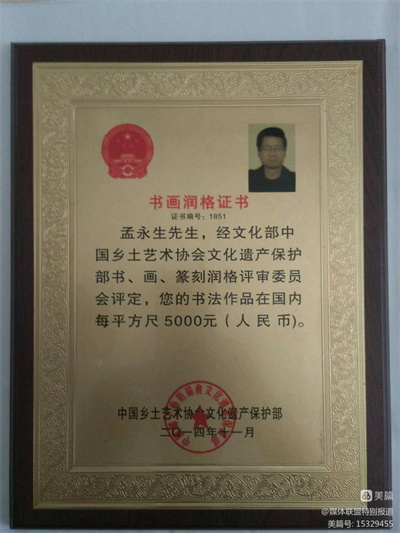 书画润格证书
证书编号：1851
孟永生先生，经文化部中
国乡土艺术协会文化遗产保护
部书、画、篆刻润格评审委员
会评定，您的书法作品在国内
每平方尺5000元（人民币）。
中国乡土艺术协会文化遗产保护部
二〇一四年十一月
美篇
@媒体联盟特别报道
美篇号: 15329455